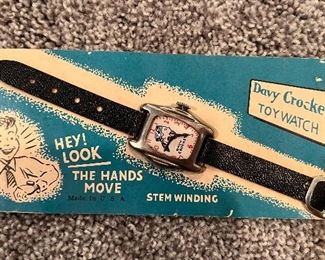 Davy Crocke
TOY WATCH
HEY!
LOOK
THE HANDS
MOVE
Made In U.S.A.
STEM WINDING